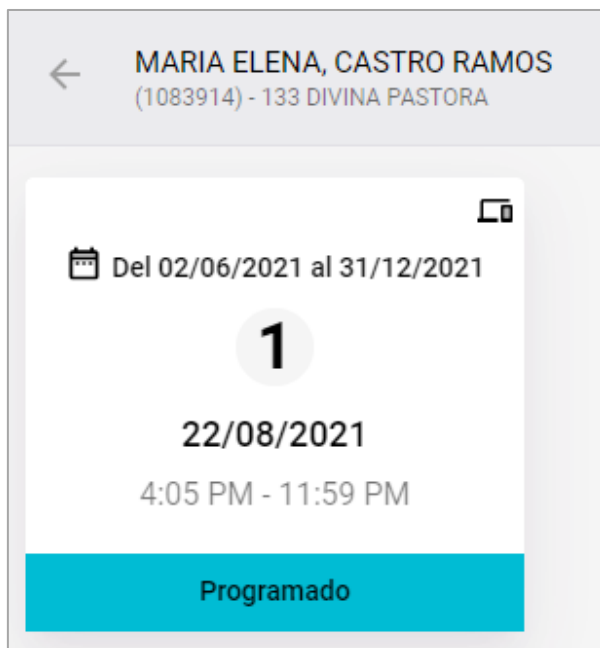 MARIA ELENA, CASTRO RAMOS
(1083914) - 133 DIVINA PASTORA
Del 02/06/2021 al 31/12/2021
1
22/08/2021
4:05 PM - 11:59 PM
Programado